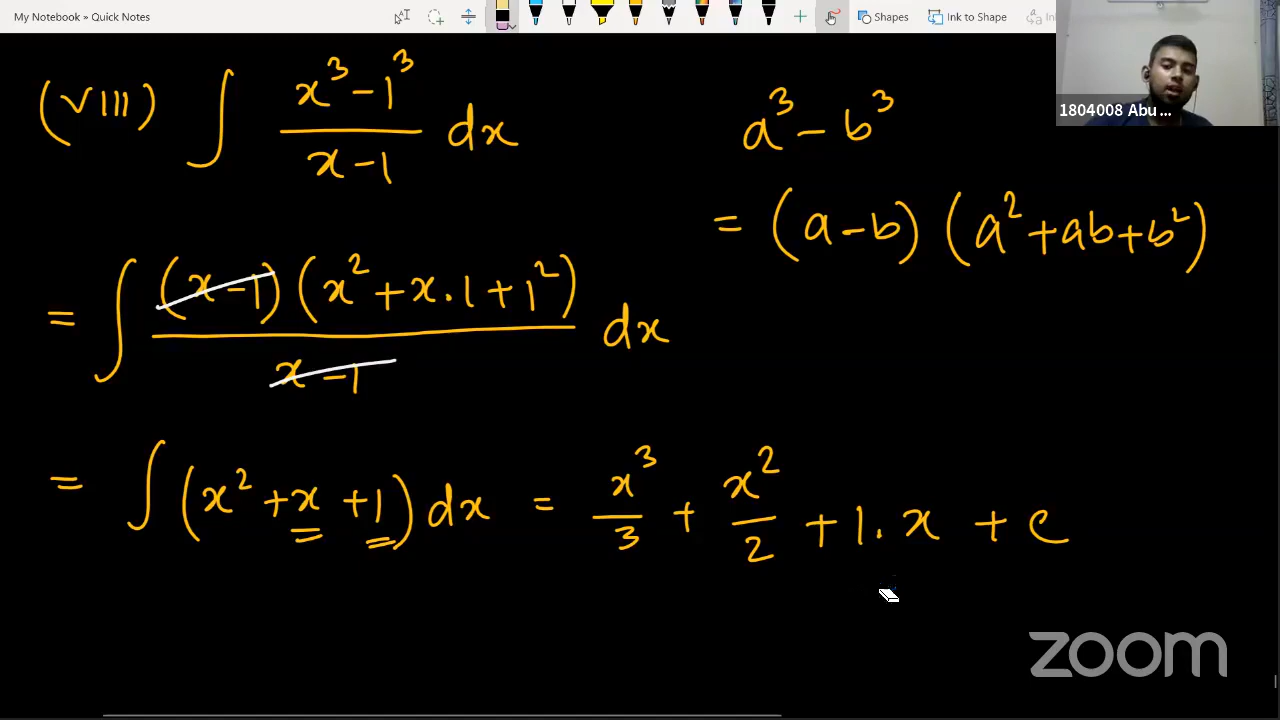 My Notebook » Quick Notes
Shapes
Ink to Shape
1804008 Abu ...
(VIII) ∫ (x³ - 1³)/(x - 1) dx
a³ - b³
= (a - b) (a² + ab + b²)
= ∫ (x - 1)(x² + x . 1 + 1²)/(x - 1) dx
= ∫ (x² + x + 1) dx = x³/3 + x²/2 + 1 . x + c
zoom